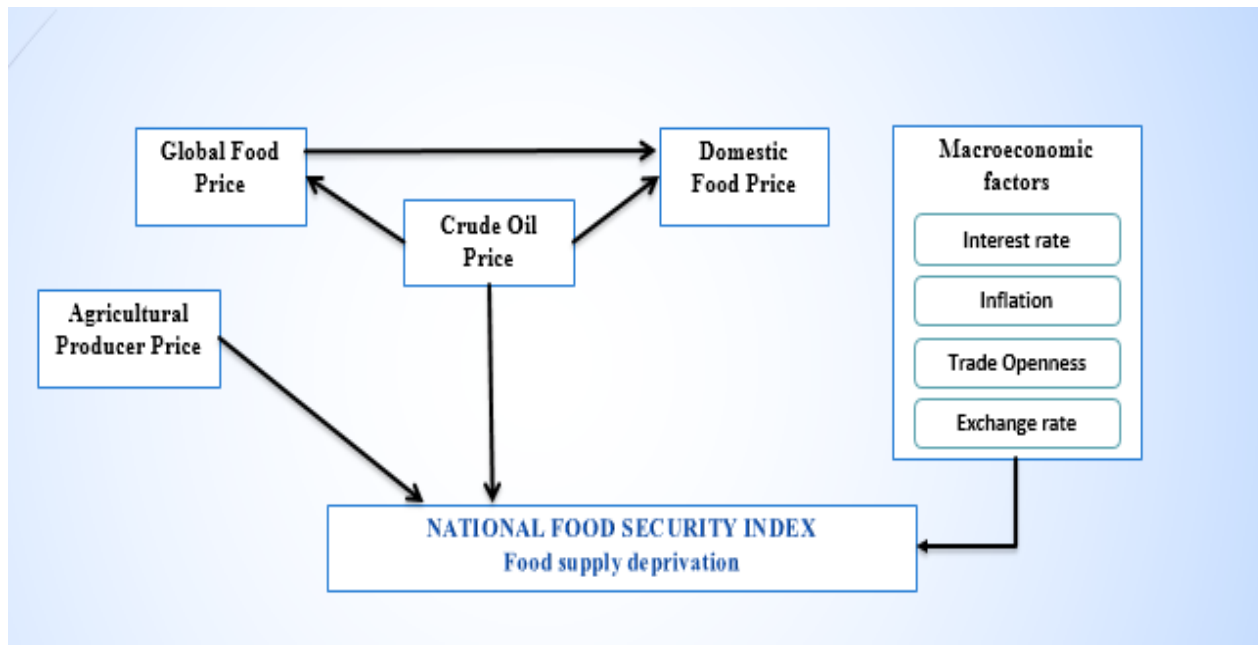 Global Food
Price
Domestic
Food Price
Macroeconomic
factors
Crude Oil
Price
Interest rate
Inflation
Trade Openness
Exchange rate
Agricultural
Producer Price
NATIONAL FOOD SECURITY INDEX
Food supply deprivation